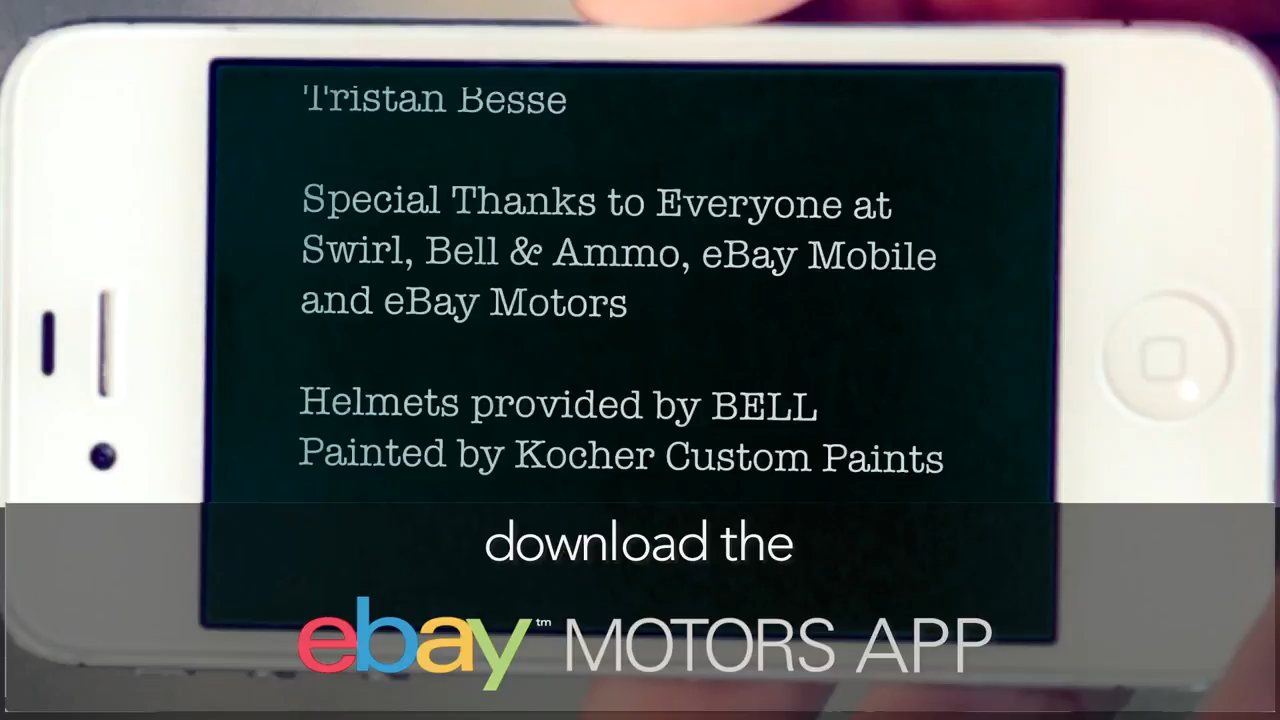 Tristan Besse
Special Thanks to Everyone at
Swirl, Bell & Ammo, eBay Mobile
and eBay Motors
Helmets provided by BELL
Painted by Kocher Custom Paints
download the
ebay™ MOTORS APP